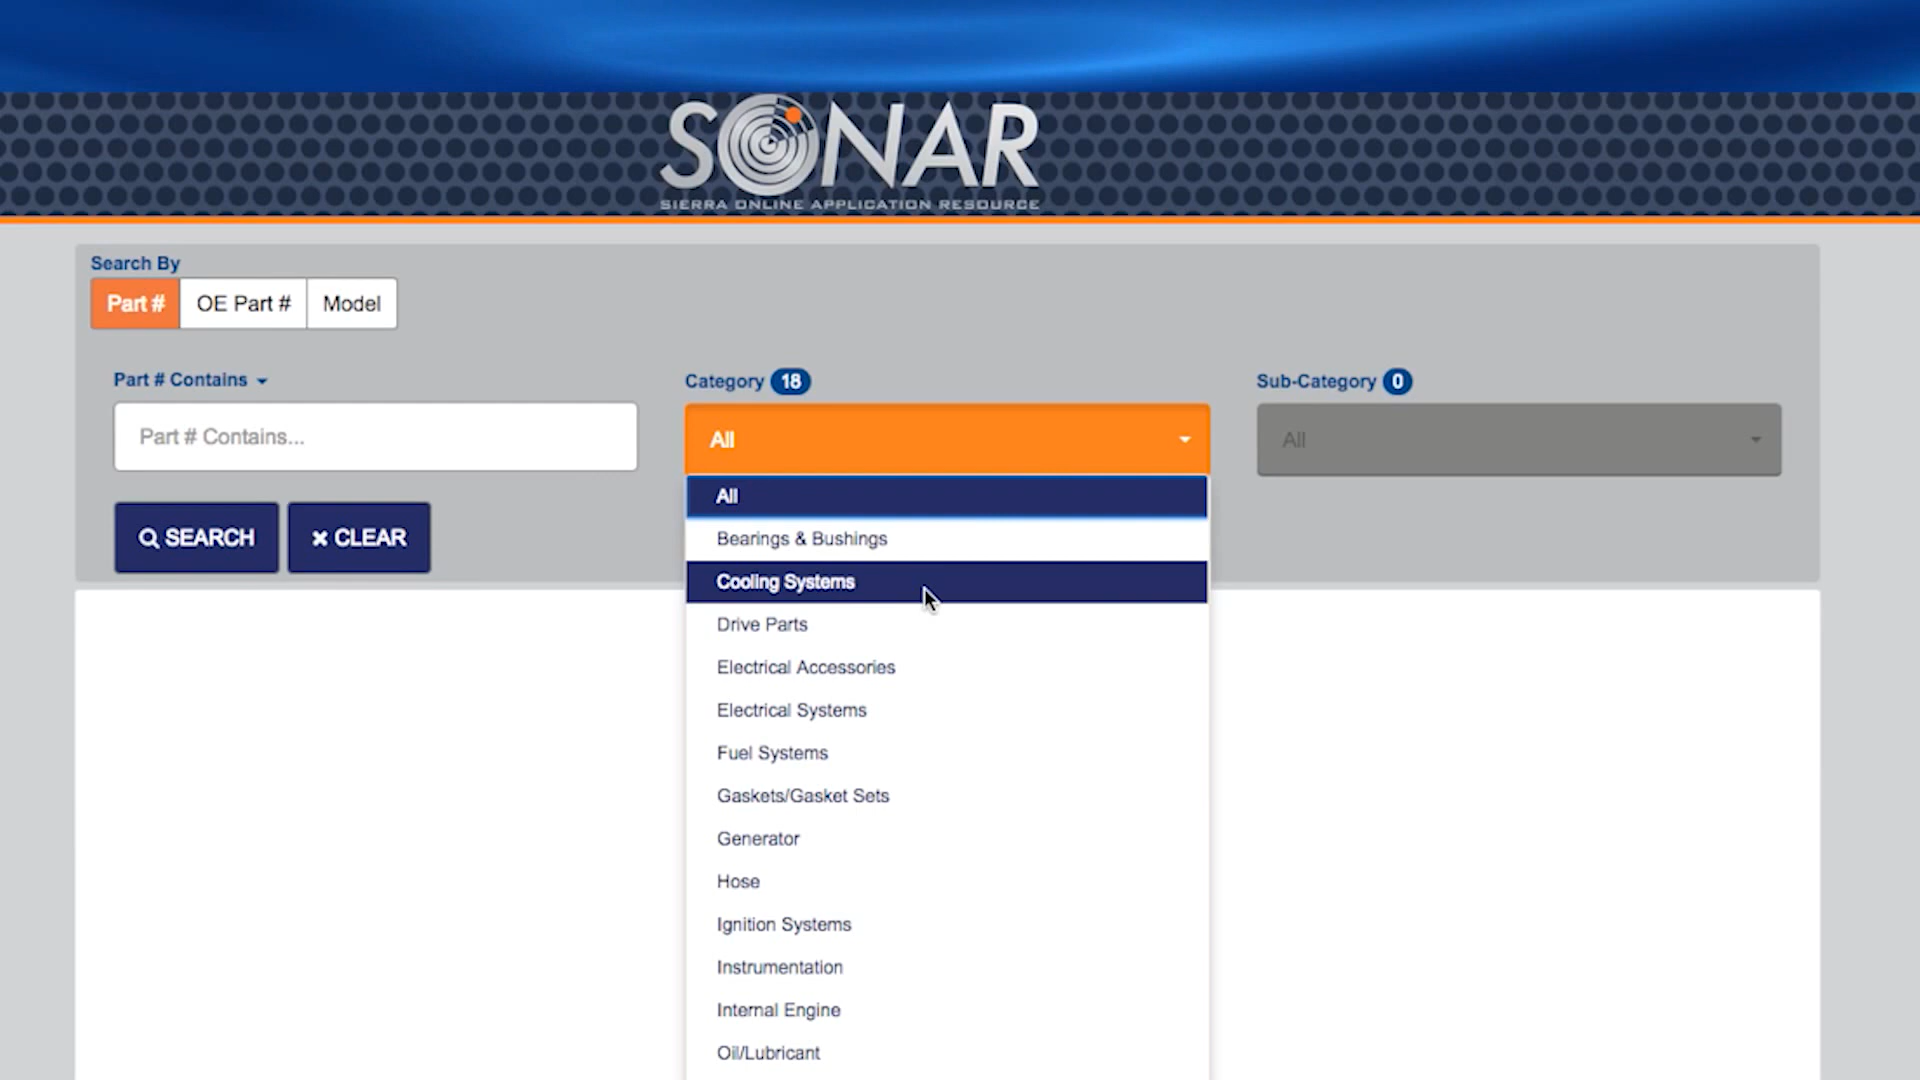 SONAR
SIERRA ONLINE APPLICATION RESOURCE
Search By
Part #
OE Part #
Model
Part # Contains
Category 18
Sub-Category 0
Part # Contains...
All
All
SEARCH
CLEAR
All
Bearings & Bushings
Cooling Systems
Drive Parts
Electrical Accessories
Electrical Systems
Fuel Systems
Gaskets/Gasket Sets
Generator
Hose
Ignition Systems
Instrumentation
Internal Engine
Oil/Lubricant